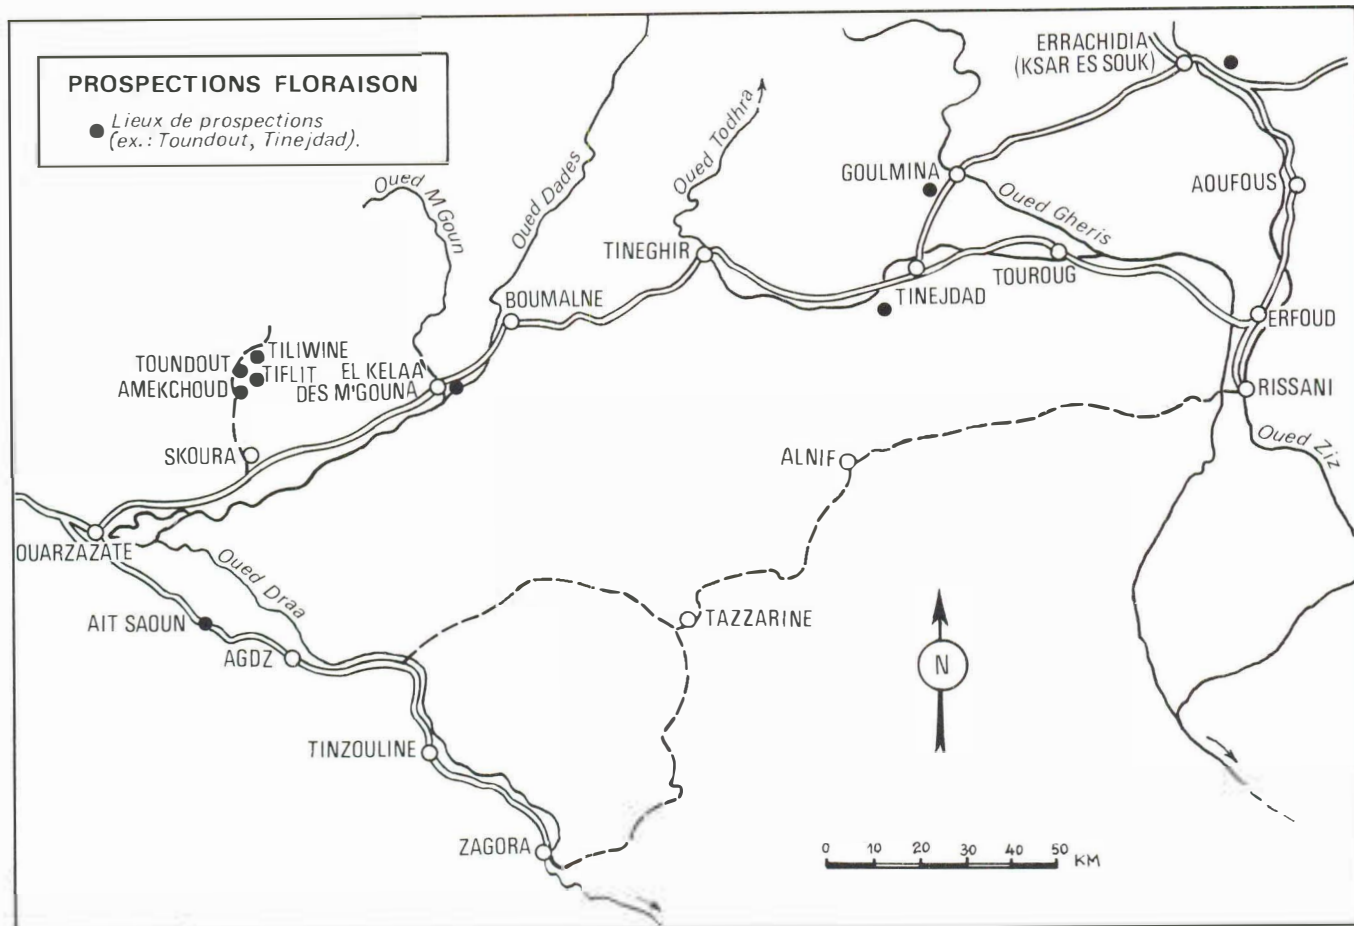 PROSPECTIONS FLORAISON
Lieux de prospections
(ex.: Toundout, Tinejdad).
ERRACHIDIA
(KSAR ES SOUK)
Oued Todhra
Oued Dades
Oued M'Goun
GOULMINA
Oued Gheris
AOUFOUS
TINEGHIR
TINEJDAD
TOUROUG
BOUMALNE
ERFOUD
TILIWINE
TOUNDOUT
TIFLIT
AMEKCHOUD
EL KELAA
DES M'GOUNA
RISSANI
Oued Ziz
SKOURA
ALNIF
OUARZAZATE
Oued Draa
AIT SAOUN
TAZZARINE
AGDZ
N
TINZOULINE
ZAGORA
0 10 20 30 40 50 KM